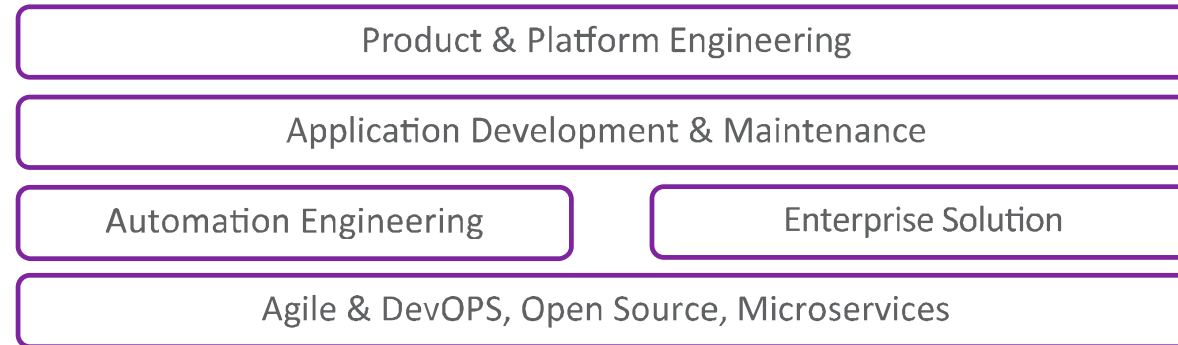 Product & Platform Engineering
Application Development & Maintenance
Automation Engineering
Enterprise Solution
Agile & DevOPS, Open Source, Microservices